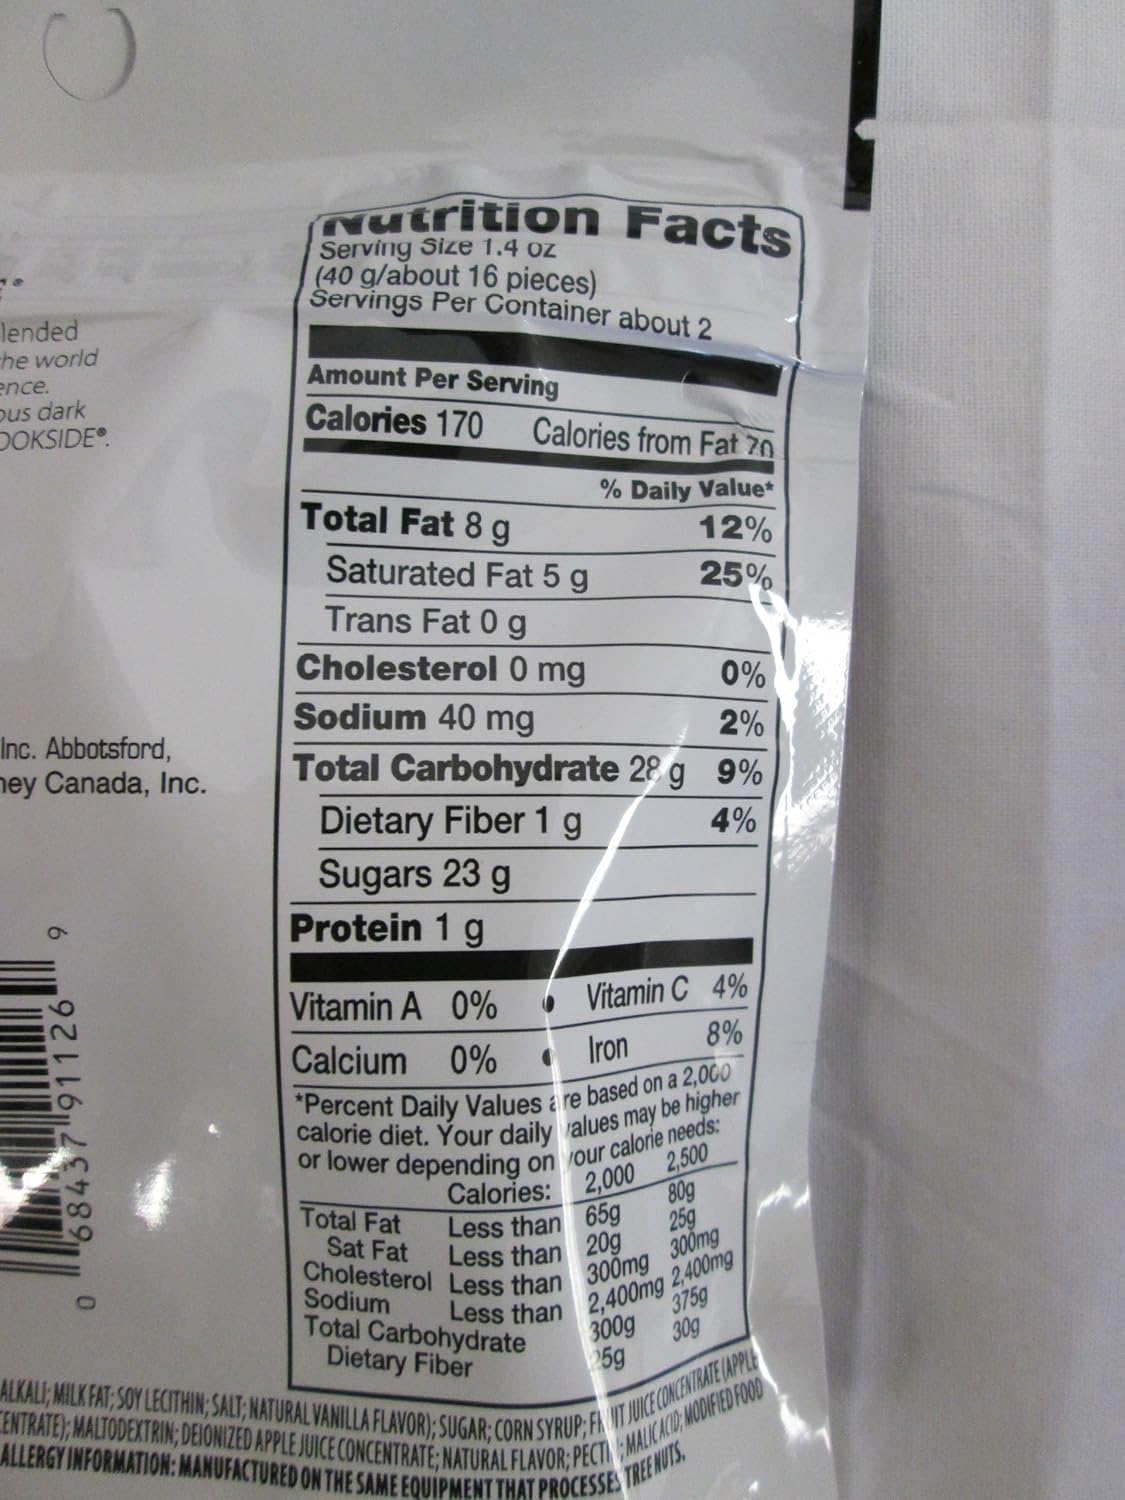 lended
he world
ence.
ous dark
OOKSIDE®.
Inc. Abbotsford,
ney Canada, Inc.
0 68437 91126 9
Nutrition Facts
Serving Size 1.4 oz
(40 g/about 16 pieces)
Servings Per Container about 2
Amount Per Serving
Calories 170 Calories from Fat 70
% Daily Value*
Total Fat 8 g 12%
Saturated Fat 5 g 25%
Trans Fat 0 g
Cholesterol 0 mg 0%
Sodium 40 mg 2%
Total Carbohydrate 28 g 9%
Dietary Fiber 1 g 4%
Sugars 23 g
Protein 1 g
Vitamin A 0% • Vitamin C 4%
Calcium 0% • Iron 8%
*Percent Daily Values are based on a 2,000
calorie diet. Your daily values may be higher
or lower depending on your calorie needs:
Calories: 2,000 2,500
Total Fat Less than 65g 80g
Sat Fat Less than 20g 25g
Cholesterol Less than 300mg 300mg
Sodium Less than 2,400mg 2,400mg
Total Carbohydrate 300g 375g
Dietary Fiber 25g 30g
ALKALI; MILK FAT; SOY LECITHIN; SALT; NATURAL VANILLA FLAVOR); SUGAR; CORN SYRUP; FRUIT JUICE CONCENTRATE (APPLE
CENTRATE); MALTODEXTRIN; DEIONIZED APPLE JUICE CONCENTRATE; NATURAL FLAVOR; PECTIN; MALIC ACID; MODIFIED FOOD
ALLERGY INFORMATION: MANUFACTURED ON THE SAME EQUIPMENT THAT PROCESSES TREE NUTS.